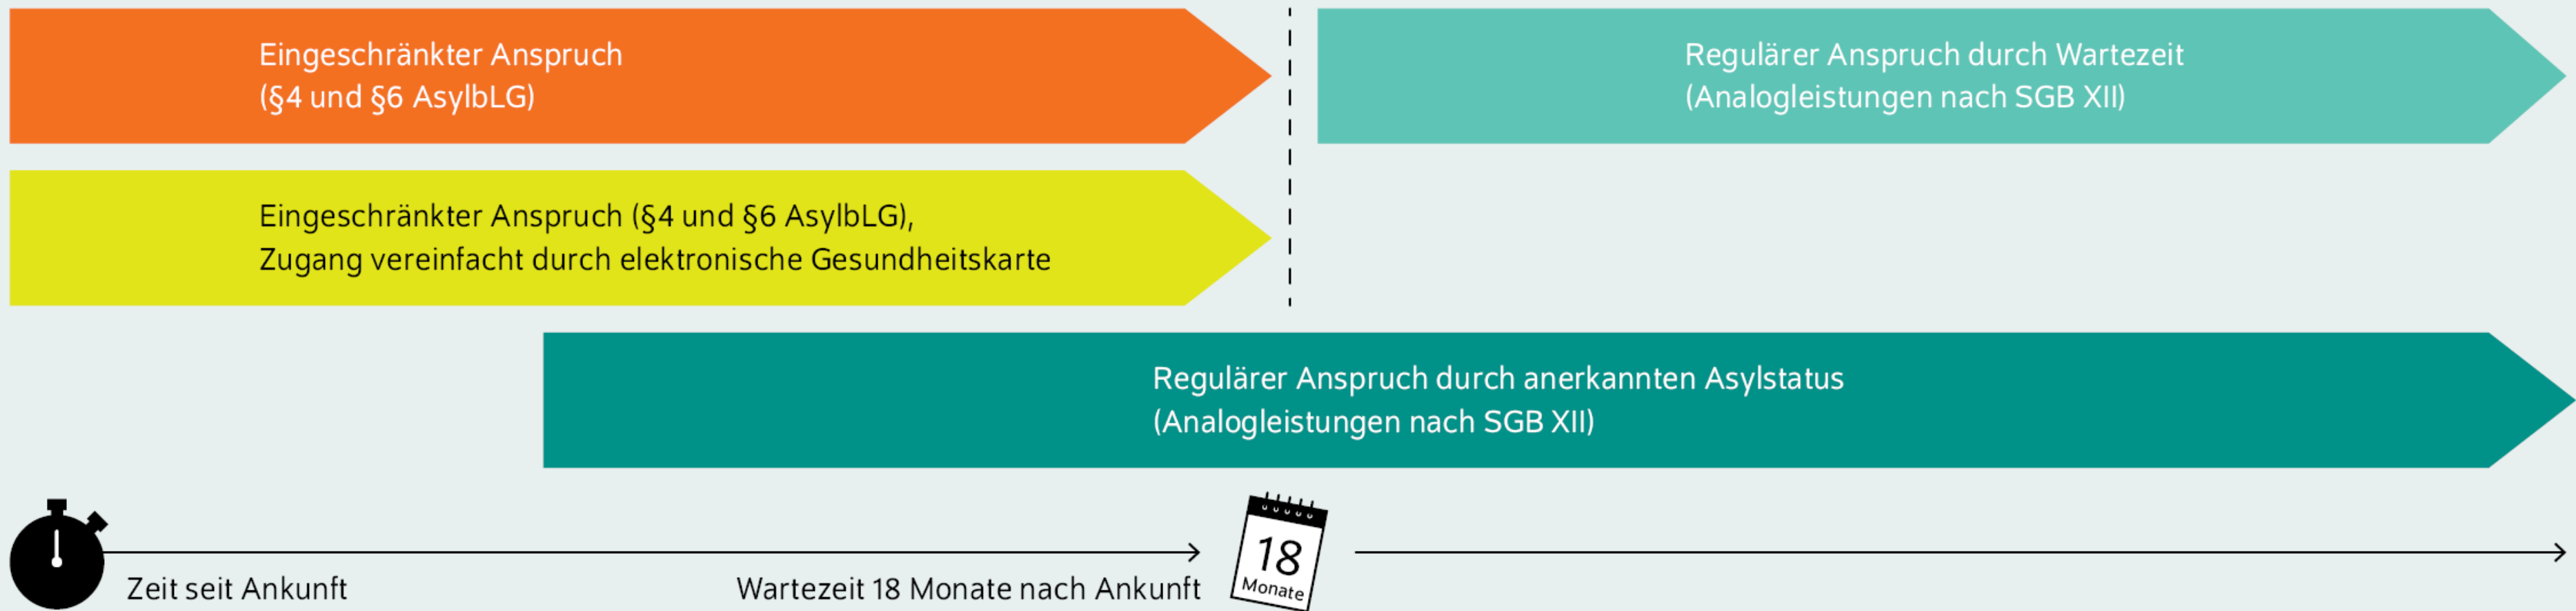 Eingeschränkter Anspruch
(§4 und §6 AsylbLG)
Regulärer Anspruch durch Wartezeit
(Analogleistungen nach SGB XII)
Eingeschränkter Anspruch (§4 und §6 AsylbLG),
Zugang vereinfacht durch elektronische Gesundheitskarte
Regulärer Anspruch durch anerkannten Asylstatus
(Analogleistungen nach SGB XII)
Zeit seit Ankunft
Wartezeit 18 Monate nach Ankunft
18
Monate